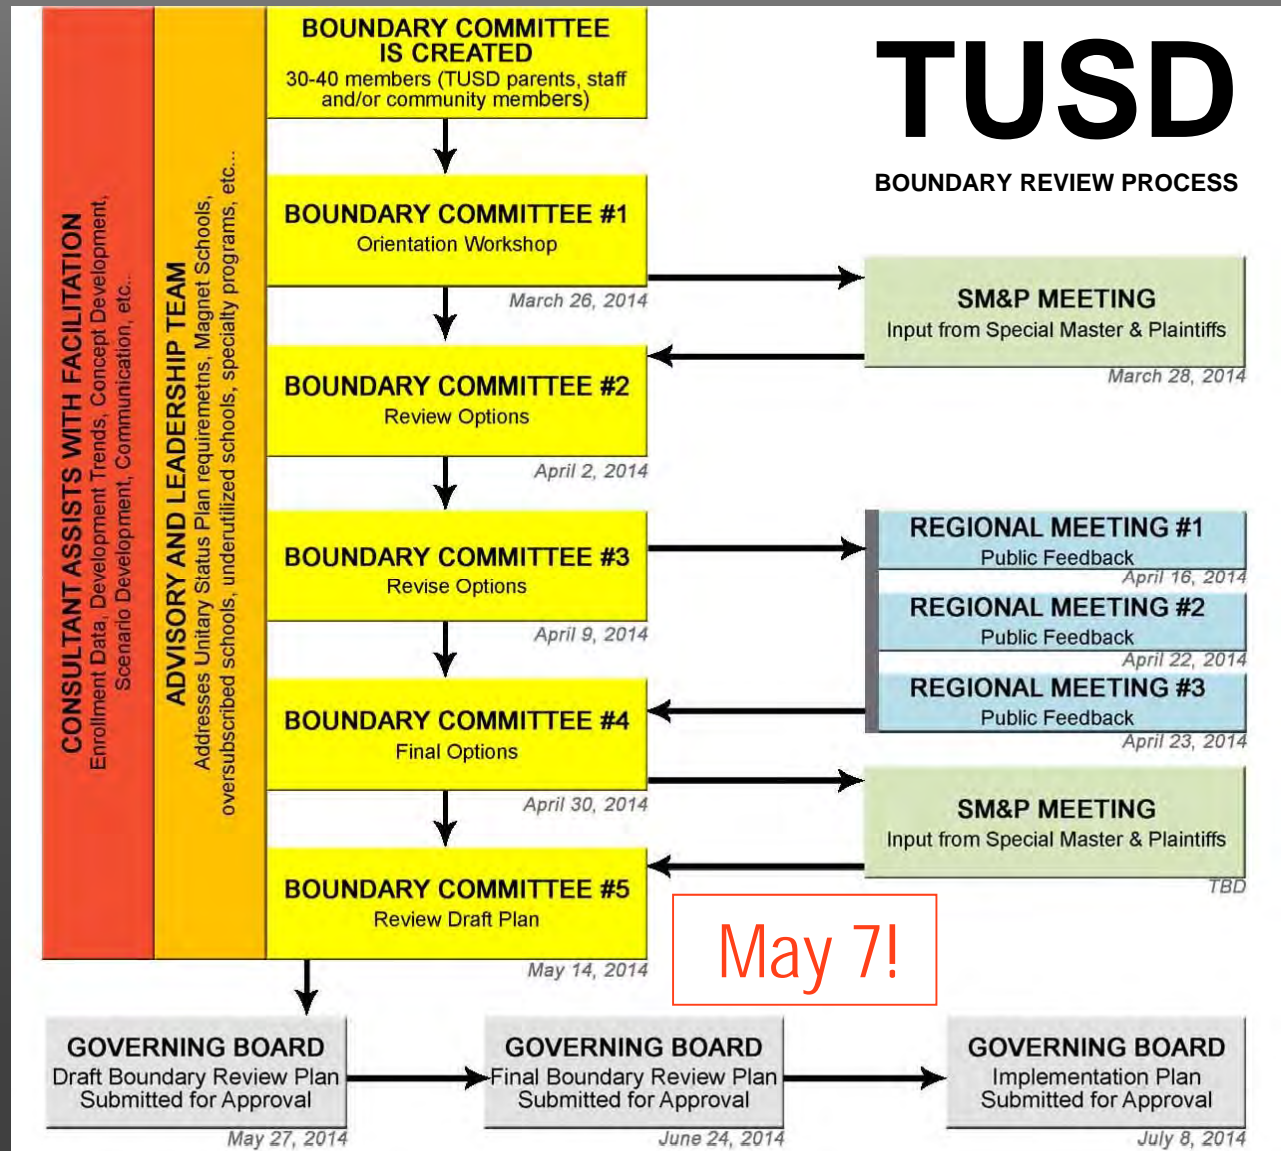 TUSD
BOUNDARY REVIEW PROCESS
CONSULTANT ASSISTS WITH FACILITATION
Enrollment Data, Development Trends, Concept Development,
Scenario Development, Communication, etc..
ADVISORY AND LEADERSHIP TEAM
Addresses Unitary Status Plan requiremetns, Magnet Schools,
oversubscribed schools, underutilized schools, specialty programs, etc...
BOUNDARY COMMITTEE
IS CREATED
30-40 members (TUSD parents, staff
and/or community members)
BOUNDARY COMMITTEE #1
Orientation Workshop
March 26, 2014
SM&P MEETING
Input from Special Master & Plaintiffs
March 28, 2014
BOUNDARY COMMITTEE #2
Review Options
April 2, 2014
BOUNDARY COMMITTEE #3
Revise Options
April 9, 2014
REGIONAL MEETING #1
Public Feedback
April 16, 2014
REGIONAL MEETING #2
Public Feedback
April 22, 2014
REGIONAL MEETING #3
Public Feedback
April 23, 2014
BOUNDARY COMMITTEE #4
Final Options
April 30, 2014
SM&P MEETING
Input from Special Master & Plaintiffs
TBD
BOUNDARY COMMITTEE #5
Review Draft Plan
May 14, 2014
May 7!
GOVERNING BOARD
Draft Boundary Review Plan
Submitted for Approval
May 27, 2014
GOVERNING BOARD
Final Boundary Review Plan
Submitted for Approval
June 24, 2014
GOVERNING BOARD
Implementation Plan
Submitted for Approval
July 8, 2014